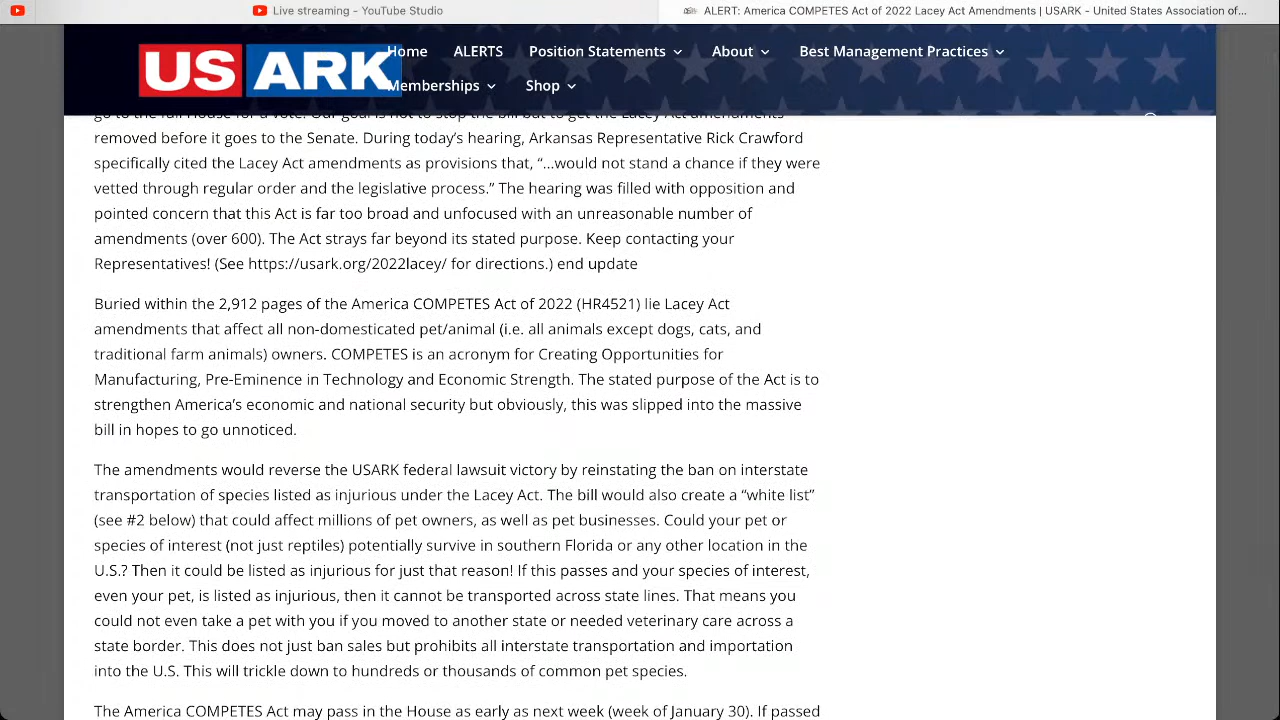 Live streaming - YouTube Studio
ALERT: America COMPETES Act of 2022 Lacey Act Amendments | USARK - United States Association of...
US ARK
Home ALERTS Position Statements About Best Management Practices
Memberships Shop
go to the full House for a vote. Our goal is not to stop the bill but to get the Lacey Act amendments
removed before it goes to the Senate. During today's hearing, Arkansas Representative Rick Crawford
specifically cited the Lacey Act amendments as provisions that, “...would not stand a chance if they were
vetted through regular order and the legislative process.” The hearing was filled with opposition and
pointed concern that this Act is far too broad and unfocused with an unreasonable number of
amendments (over 600). The Act strays far beyond its stated purpose. Keep contacting your
Representatives! (See https://usark.org/2022lacey/ for directions.) end update
Buried within the 2,912 pages of the America COMPETES Act of 2022 (HR4521) lie Lacey Act
amendments that affect all non-domesticated pet/animal (i.e. all animals except dogs, cats, and
traditional farm animals) owners. COMPETES is an acronym for Creating Opportunities for
Manufacturing, Pre-Eminence in Technology and Economic Strength. The stated purpose of the Act is to
strengthen America's economic and national security but obviously, this was slipped into the massive
bill in hopes to go unnoticed.
The amendments would reverse the USARK federal lawsuit victory by reinstating the ban on interstate
transportation of species listed as injurious under the Lacey Act. The bill would also create a “white list”
(see #2 below) that could affect millions of pet owners, as well as pet businesses. Could your pet or
species of interest (not just reptiles) potentially survive in southern Florida or any other location in the
U.S.? Then it could be listed as injurious for just that reason! If this passes and your species of interest,
even your pet, is listed as injurious, then it cannot be transported across state lines. That means you
could not even take a pet with you if you moved to another state or needed veterinary care across a
state border. This does not just ban sales but prohibits all interstate transportation and importation
into the U.S. This will trickle down to hundreds or thousands of common pet species.
The America COMPETES Act may pass in the House as early as next week (week of January 30). If passed